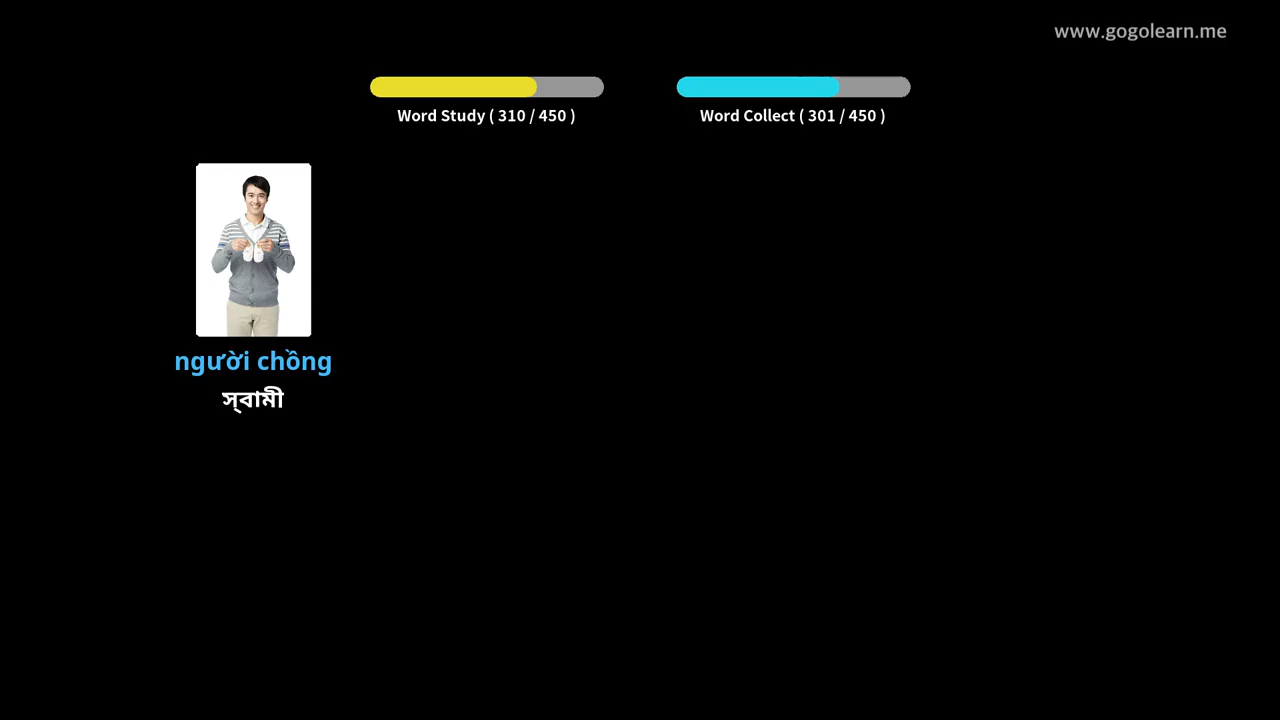 www.gogolearn.me
Word Study ( 310 / 450 )
Word Collect ( 301 / 450 )
người chồng
স্বামী